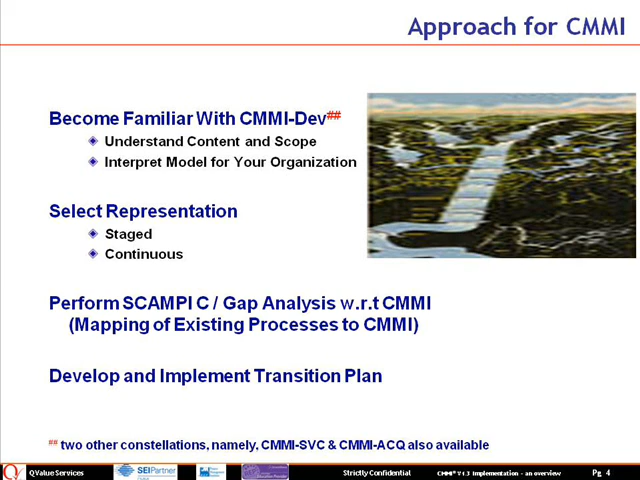 Approach for CMMI
Become Familiar With CMMI-Dev##
Understand Content and Scope
Interpret Model for Your Organization
Select Representation
Staged
Continuous
Perform SCAMPI C / Gap Analysis w.r.t CMMI
(Mapping of Existing Processes to CMMI)
Develop and Implement Transition Plan
## two other constellations, namely, CMMI-SVC & CMMI-ACQ also available
QValue Services
SEIPartner
Strictly Confidential
CMMI® V1.3 Implementation - an overview
Pg 4